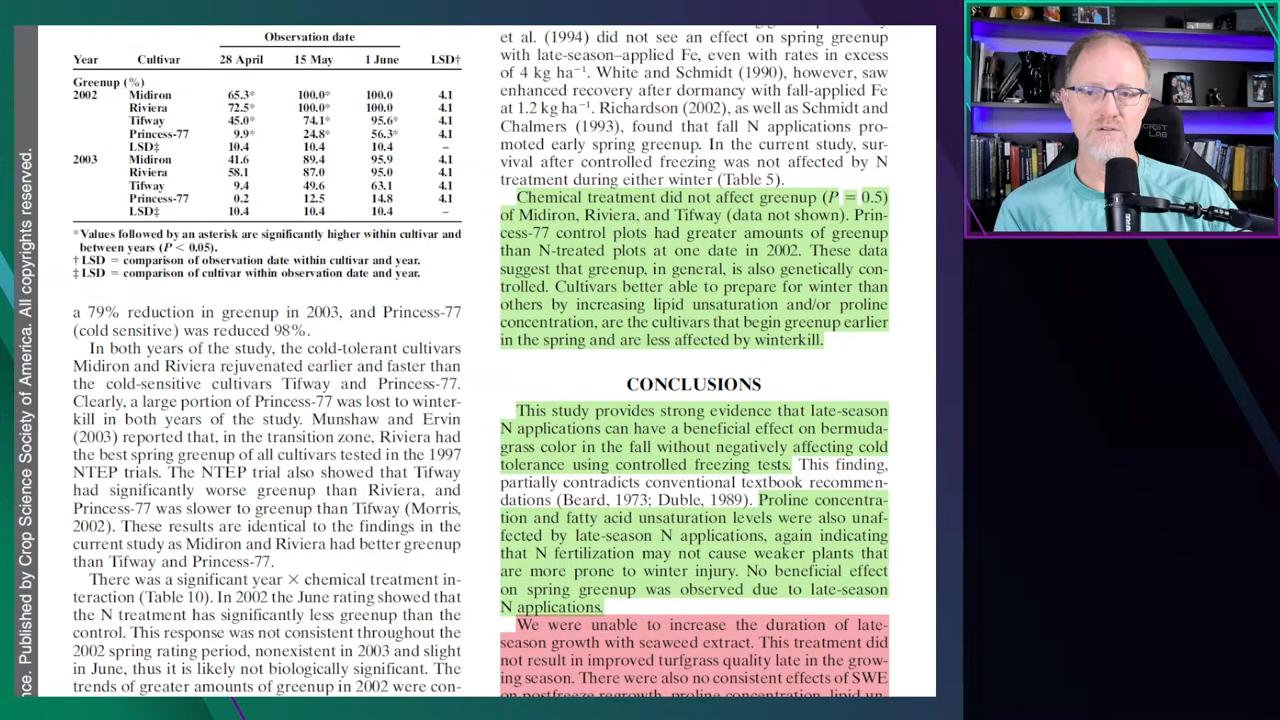 Observation date
Year Cultivar 28 April 15 May 1 June LSD†
Greenup (%)
2002 Midiron 65.3* 100.0* 100.0 4.1
Riviera 72.5* 100.0* 100.0 4.1
Tifway 45.0* 74.1* 95.6* 4.1
Princess-77 9.9* 24.8* 56.3* 4.1
LSD‡ 10.4 10.4 10.4 –
2003 Midiron 41.6 89.4 95.9 4.1
Riviera 58.1 87.0 95.0 4.1
Tifway 9.4 49.6 63.1 4.1
Princess-77 0.2 12.5 14.8 4.1
LSD‡ 10.4 10.4 10.4 –
* Values followed by an asterisk are significantly higher within cultivar and
between years (P < 0.05).
† LSD = comparison of observation date within cultivar and year.
‡ LSD = comparison of cultivar within observation date and year.
a 79% reduction in greenup in 2003, and Princess-77
(cold sensitive) was reduced 98%.
In both years of the study, the cold-tolerant cultivars
Midiron and Riviera rejuvenated earlier and faster than
the cold-sensitive cultivars Tifway and Princess-77.
Clearly, a large portion of Princess-77 was lost to winter-
kill in both years of the study. Munshaw and Ervin
(2003) reported that, in the transition zone, Riviera had
the best spring greenup of all cultivars tested in the 1997
NTEP trials. The NTEP trial also showed that Tifway
had significantly worse greenup than Riviera, and
Princess-77 was slower to greenup than Tifway (Morris,
2002). These results are identical to the findings in the
current study as Midiron and Riviera had better greenup
than Tifway and Princess-77.
There was a significant year × chemical treatment in-
teraction (Table 10). In 2002 the June rating showed that
the N treatment has significantly less greenup than the
control. This response was not consistent throughout the
2002 spring rating period, nonexistent in 2003 and slight
in June, thus it is likely not biologically significant. The
trends of greater amounts of greenup in 2002 were con-
et al. (1994) did not see an effect on spring greenup
with late-season–applied Fe, even with rates in excess
of 4 kg ha⁻¹. White and Schmidt (1990), however, saw
enhanced recovery after dormancy with fall-applied Fe
at 1.2 kg ha⁻¹. Richardson (2002), as well as Schmidt and
Chalmers (1993), found that fall N applications pro-
moted early spring greenup. In the current study, sur-
vival after controlled freezing was not affected by N
treatment during either winter (Table 5).
Chemical treatment did not affect greenup (P = 0.5)
of Midiron, Riviera, and Tifway (data not shown). Prin-
cess-77 control plots had greater amounts of greenup
than N-treated plots at one date in 2002. These data
suggest that greenup, in general, is also genetically con-
trolled. Cultivars better able to prepare for winter than
others by increasing lipid unsaturation and/or proline
concentration, are the cultivars that begin greenup earlier
in the spring and are less affected by winterkill.
CONCLUSIONS
This study provides strong evidence that late-season
N applications can have a beneficial effect on bermuda-
grass color in the fall without negatively affecting cold
tolerance using controlled freezing tests. This finding,
partially contradicts conventional textbook recommen-
dations (Beard, 1973; Duble, 1989). Proline concentra-
tion and fatty acid unsaturation levels were also unaf-
fected by late-season N applications, again indicating
that N fertilization may not cause weaker plants that
are more prone to winter injury. No beneficial effect
on spring greenup was observed due to late-season
N applications.
We were unable to increase the duration of late-
season growth with seaweed extract. This treatment did
not result in improved turfgrass quality late in the grow-
ing season. There were also no consistent effects of SWE
on postfreeze regrowth, proline concentration, lipid un-
nce. Published by Crop Science Society of America. All copyrights reserved.